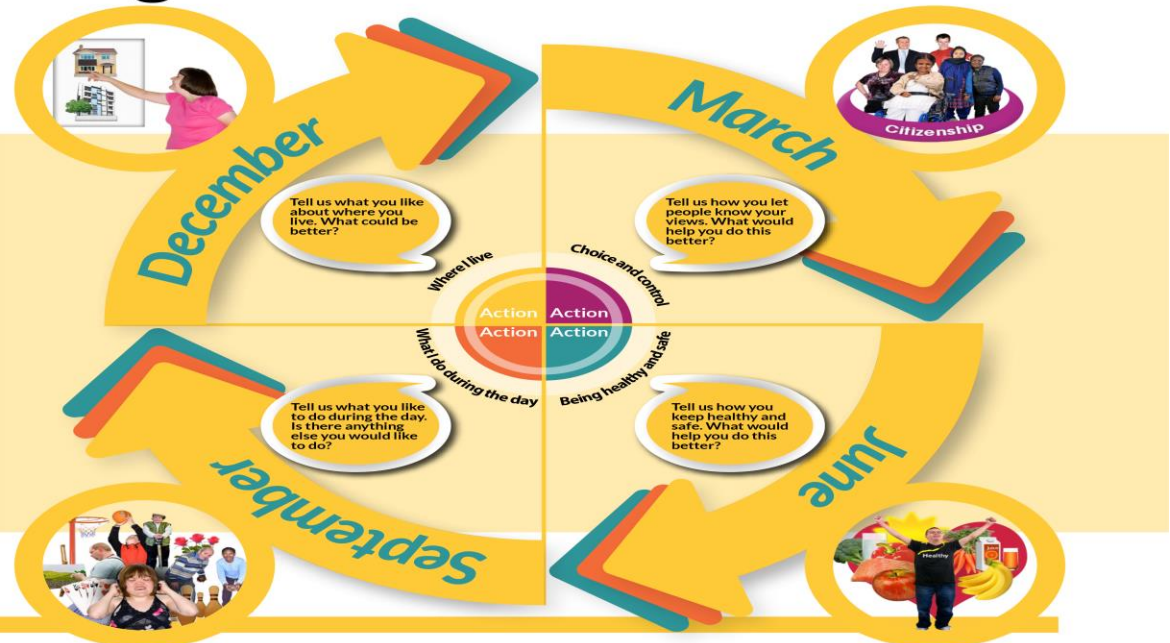 December
March
Citizenship
Tell us what you like
about where you
live. What could be
better?
Tell us how you let
people know your
views. What would
help you do this
better?
Where I live
Choice and control
Action Action
Action Action
What I do during the day
Being healthy and safe
Tell us what you like
to do during the day.
Is there anything
else you would like
to do?
Tell us how you
keep healthy and
safe. What would
help you do this
better?
September
June
Healthy